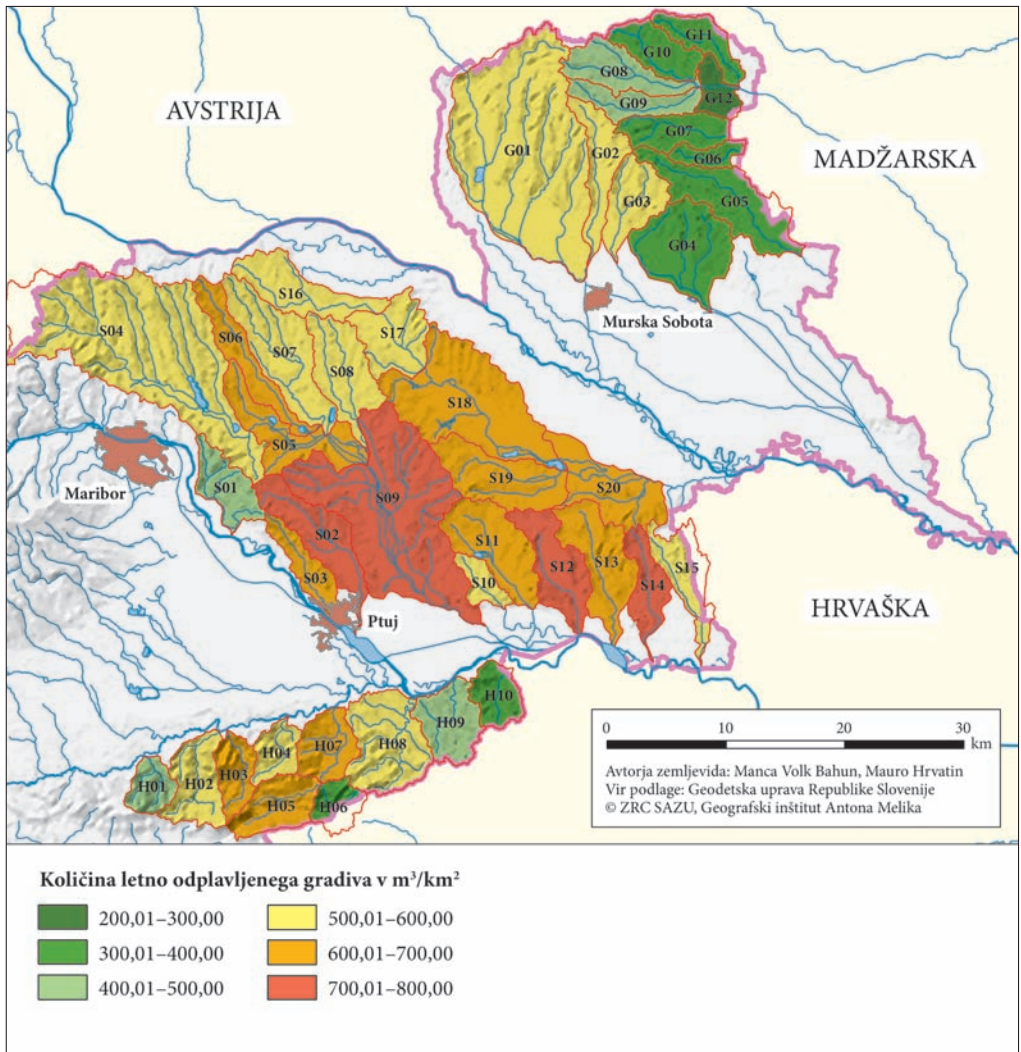 AVSTRIJA
MADŽARSKA
HRVAŠKA
G11
G10
G08
G12
G09
G07
G01
G02
G06
G03
G05
G04
Murska Sobota
S16
S04
S06
S17
S07
S08
S18
S05
Maribor
S01
S09
S19
S20
S02
S11
S12
S13
S14
S15
S03
S10
Ptuj
H10
H09
H07
H04
H08
H03
H02
H01
H05
H06
0 10 20 30
km
Avtorja zemljevida: Manca Volk Bahun, Mauro Hrvatin
Vir podlage: Geodetska uprava Republike Slovenije
© ZRC SAZU, Geografski inštitut Antona Melika
Količina letno odplavljenega gradiva v m³/km²
200,01–300,00
300,01–400,00
400,01–500,00
500,01–600,00
600,01–700,00
700,01–800,00